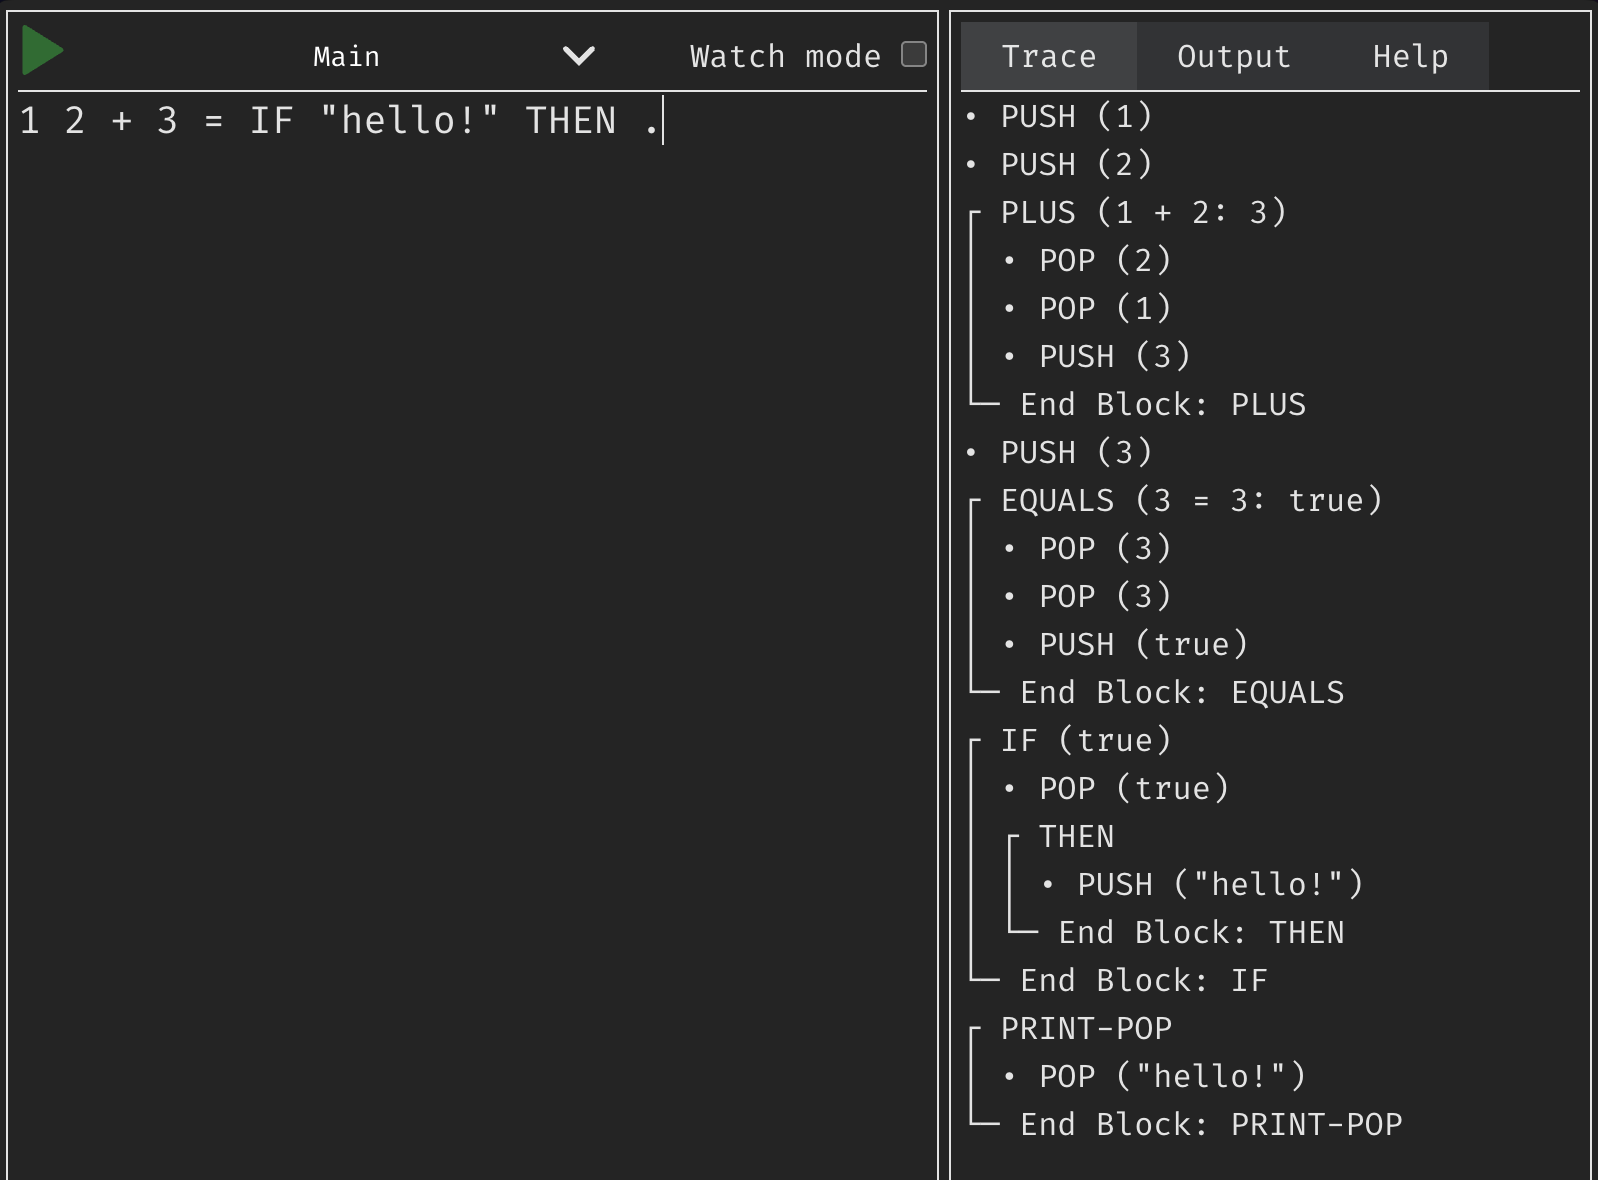 Main Watch mode
1 2 + 3 = IF "hello!" THEN .
Trace Output Help
• PUSH (1)
• PUSH (2)
PLUS (1 + 2: 3)
• POP (2)
• POP (1)
• PUSH (3)
End Block: PLUS
• PUSH (3)
EQUALS (3 = 3: true)
• POP (3)
• POP (3)
• PUSH (true)
End Block: EQUALS
IF (true)
• POP (true)
THEN
• PUSH ("hello!")
End Block: THEN
End Block: IF
PRINT-POP
• POP ("hello!")
End Block: PRINT-POP